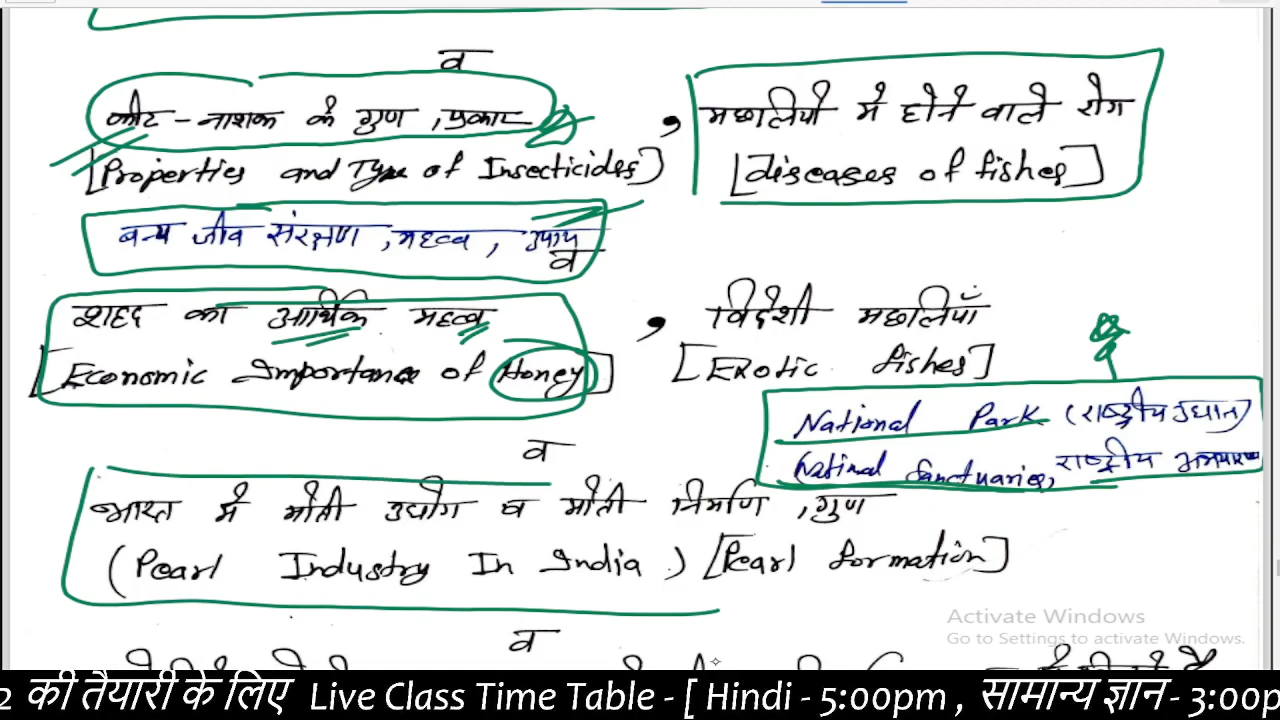 व
कीट - नाशक के गुण, प्रकार , मछलियों में होने वाले रोग
[Properties and Type of Insecticides] [diseases of fishes]
वन्य जीव संरक्षण, महत्व, उपाय
व
शहद का आर्थिक महत्व , विदेशी मछलियाँ
[Economic Importance of Honey] [Exotic fishes]
National Park (राष्ट्रीय उद्यान)
National Sanctuaries, राष्ट्रीय
व
भारत में मोती उद्योग व मोती निर्माण, गुण
(Pearl Industry In India) [Pearl formation]
Activate Windows
Go to Settings to activate Windows.
व
2 की तैयारी के लिए Live Class Time Table - [ Hindi - 5:00pm , सामान्य ज्ञान - 3:00p